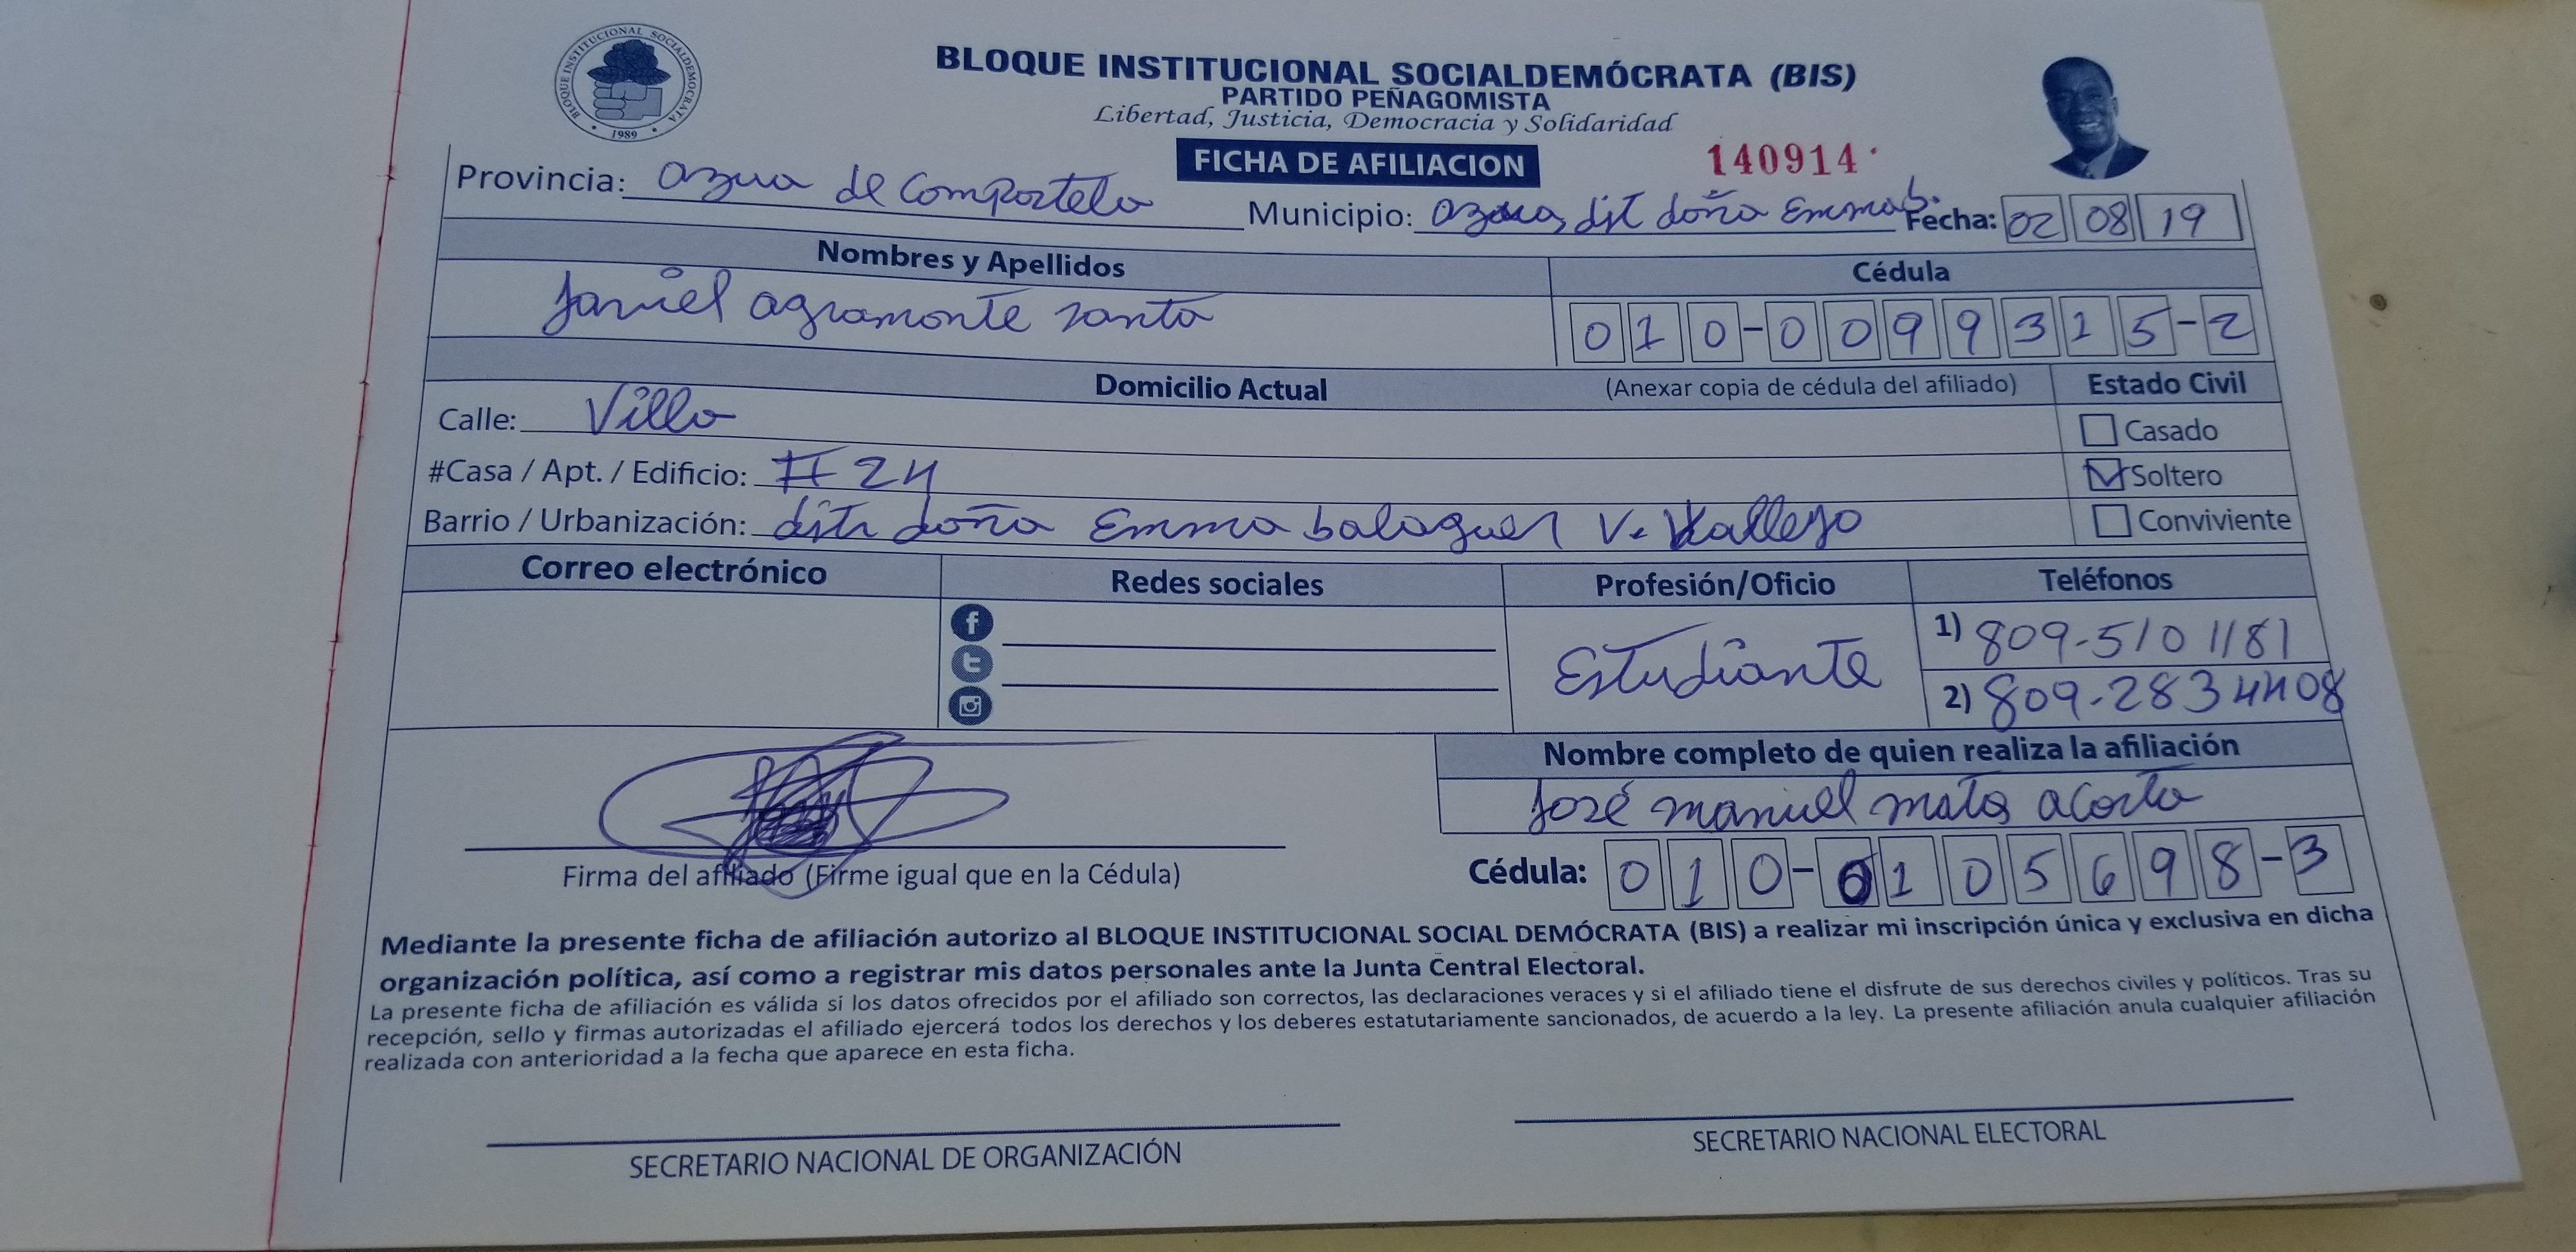 BLOQUE INSTITUCIONAL SOCIALDEMÓCRATA
1989
BLOQUE INSTITUCIONAL SOCIALDEMÓCRATA (BIS)
PARTIDO PEÑAGOMISTA
Libertad, Justicia, Democracia y Solidaridad
FICHA DE AFILIACION
140914
Provincia: azua de Compostela
Municipio: azua, dit doña Emma b. Fecha: 02 08 19
Nombres y Apellidos Cédula
agramonte santo 010-0099315-2
Domicilio Actual (Anexar copia de cédula del afiliado) Estado Civil
Calle: Villa
Casado
#Casa / Apt. / Edificio: #24
Soltero
Barrio / Urbanización: dith doña Emma balaguer V. Vallejo
Conviviente
Correo electrónico Redes sociales Profesión/Oficio Teléfonos
Estudiante
1) 809-510 1181
2) 809-283 4408
Nombre completo de quien realiza la afiliación
José manuel mata acosta
Cédula: 010-0105698-3
Firma del afiliado (Firme igual que en la Cédula)
Mediante la presente ficha de afiliación autorizo al BLOQUE INSTITUCIONAL SOCIAL DEMÓCRATA (BIS) a realizar mi inscripción única y exclusiva en dicha
organización política, así como a registrar mis datos personales ante la Junta Central Electoral.
La presente ficha de afiliación es válida si los datos ofrecidos por el afiliado son correctos, las declaraciones veraces y si el afiliado tiene el disfrute de sus derechos civiles y políticos. Tras su
recepción, sello y firmas autorizadas el afiliado ejercerá todos los derechos y los deberes estatutariamente sancionados, de acuerdo a la ley. La presente afiliación anula cualquier afiliación
realizada con anterioridad a la fecha que aparece en esta ficha.
SECRETARIO NACIONAL DE ORGANIZACIÓN
SECRETARIO NACIONAL ELECTORAL